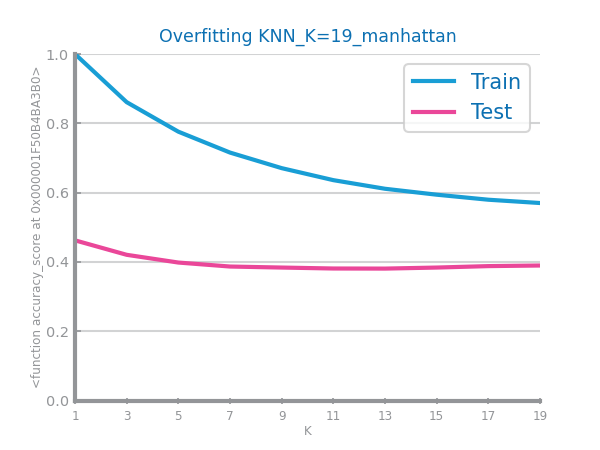 Overfitting KNN_K=19_manhattan
<function accuracy_score at 0x000001F50B4BA3B0>
1.0
0.8
0.6
0.4
0.2
0.0
Train
Test
1 3 5 7 9 11 13 15 17 19
K